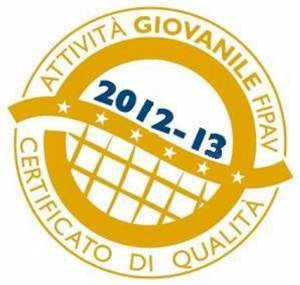 ATTIVITÀ GIOVANILE FIPAV
2012-13
CERTIFICATO DI QUALITÀ